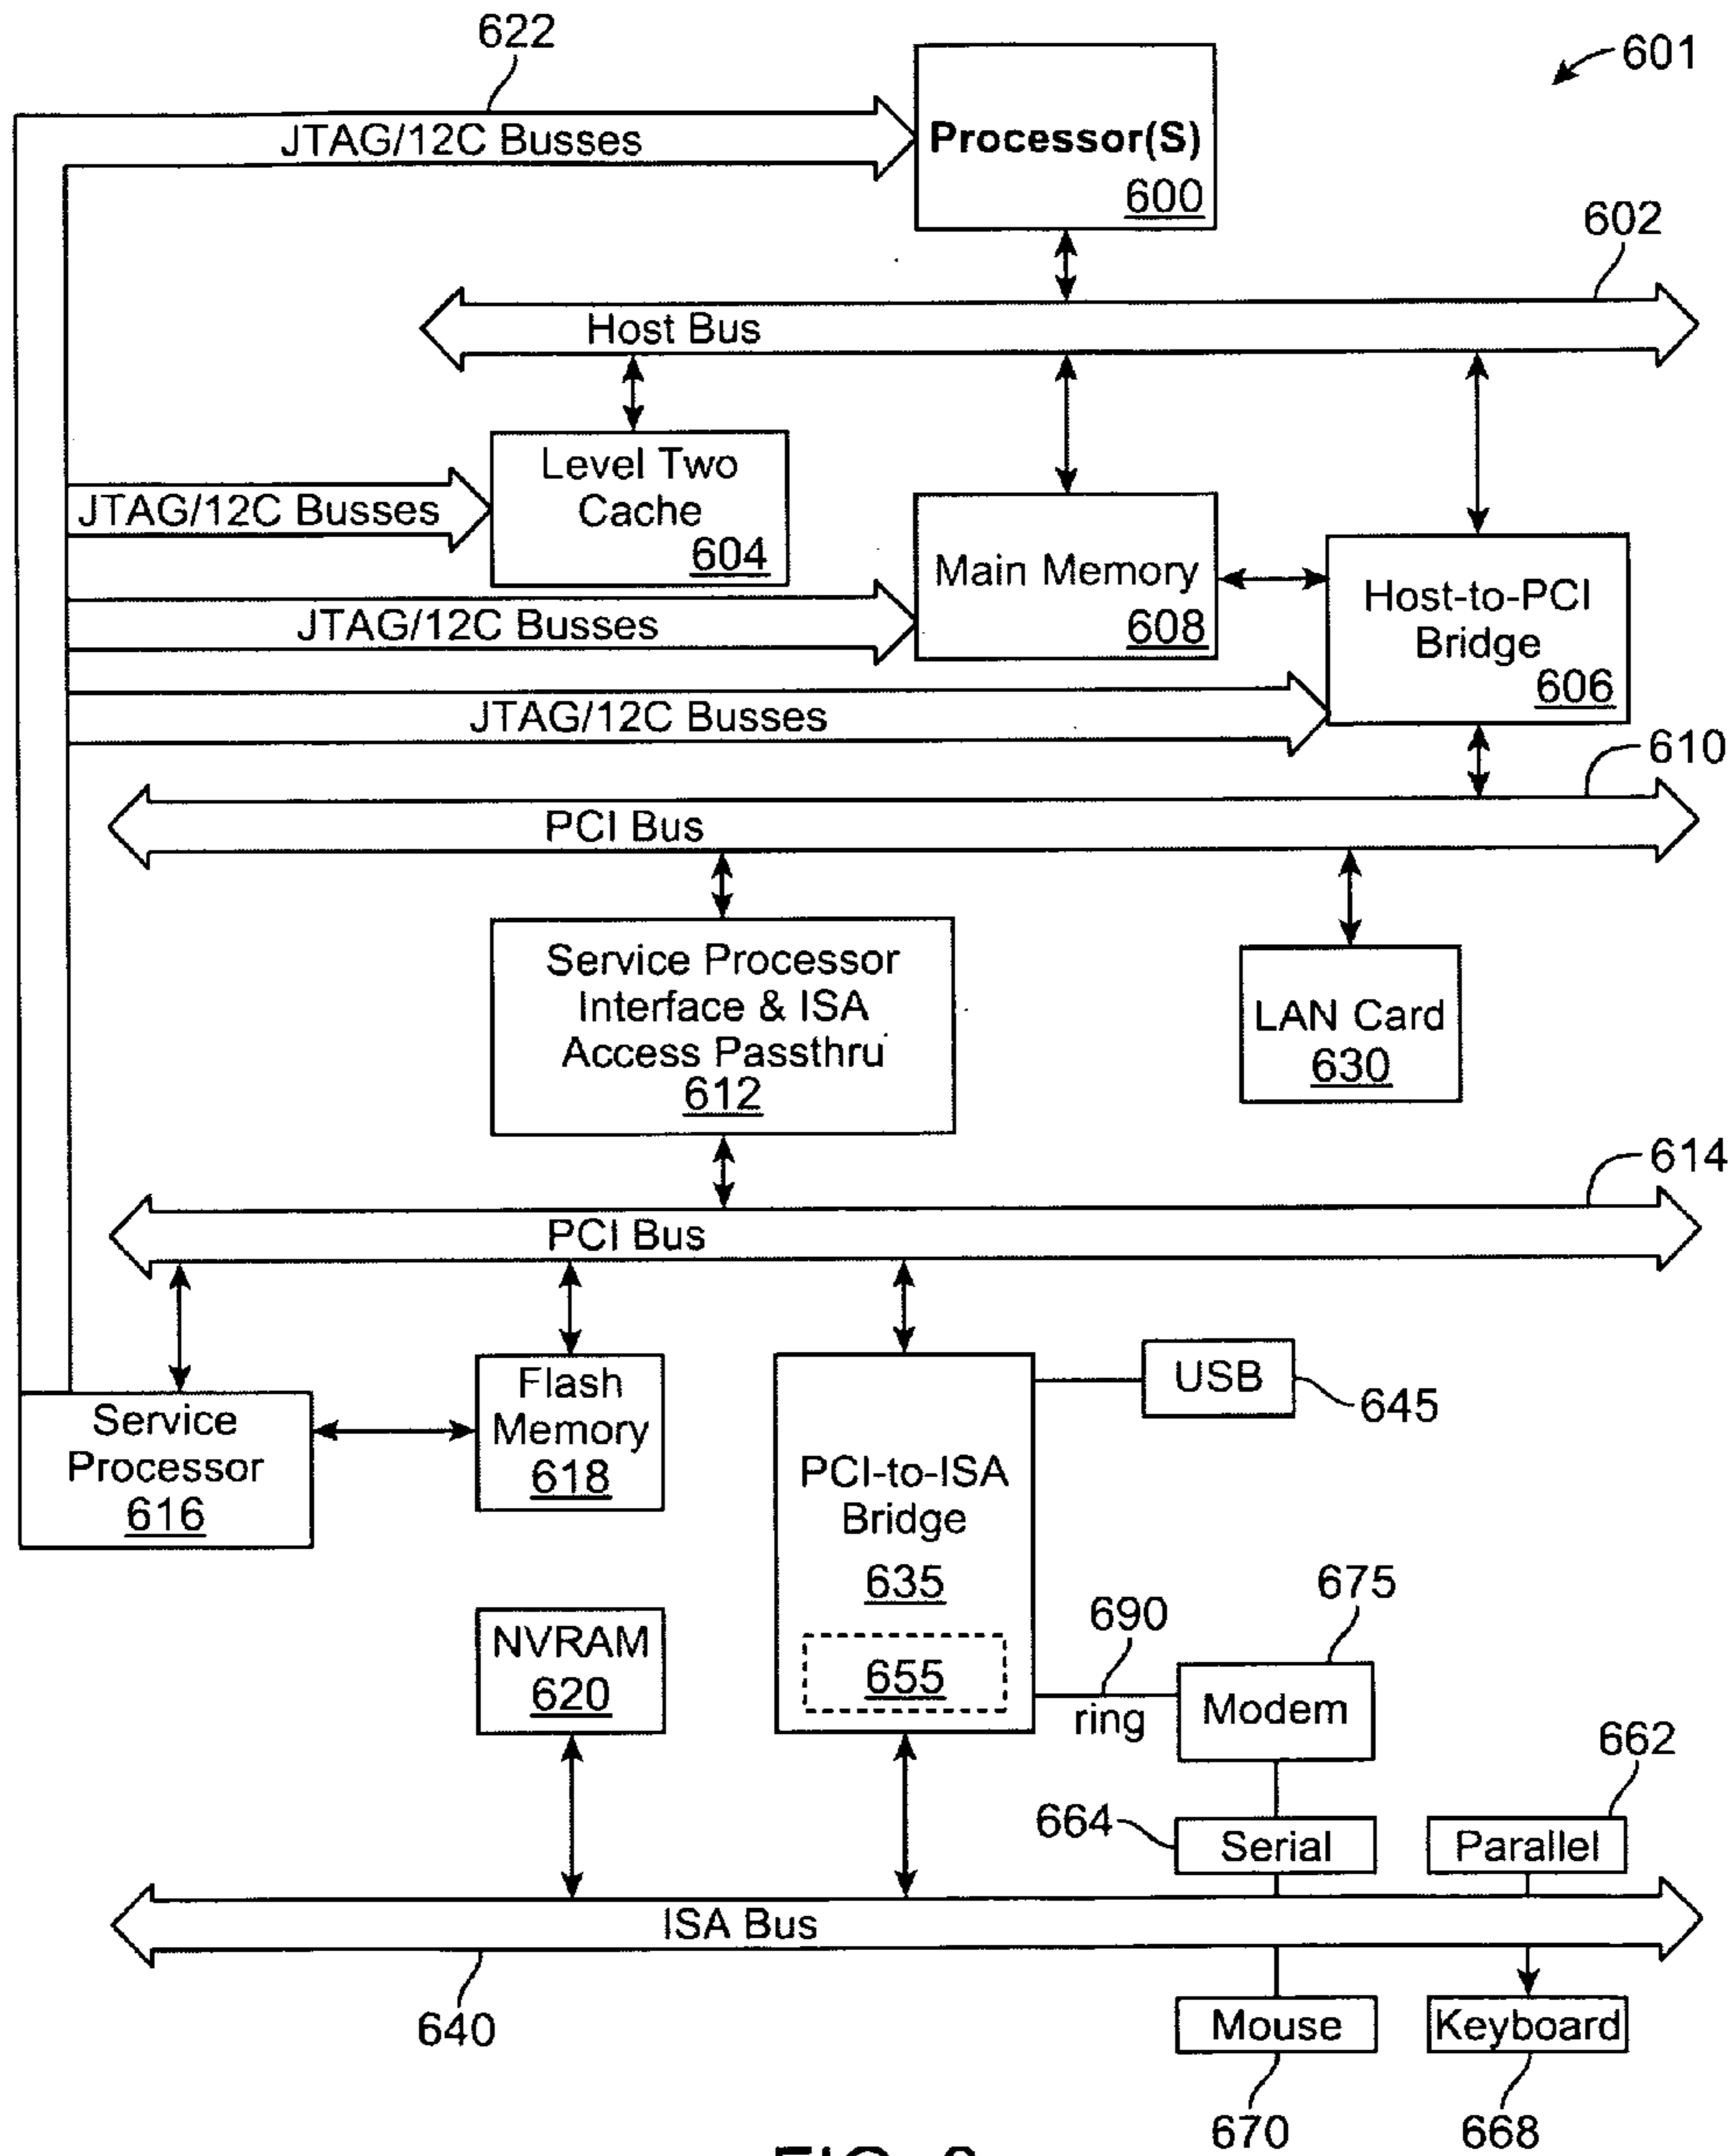 622
601
JTAG/12C Busses
Processor(S)
600
602
Host Bus
Level Two
Cache
604
JTAG/12C Busses
Main Memory
608
Host-to-PCI
Bridge
606
JTAG/12C Busses
JTAG/12C Busses
610
PCI Bus
Service Processor
Interface & ISA
Access Passthru
612
LAN Card
630
614
PCI Bus
Service
Processor
616
Flash
Memory
618
PCI-to-ISA
Bridge
635
655
USB
645
NVRAM
620
690
ring
675
Modem
664
Serial
662
Parallel
ISA Bus
640
Mouse
670
Keyboard
668